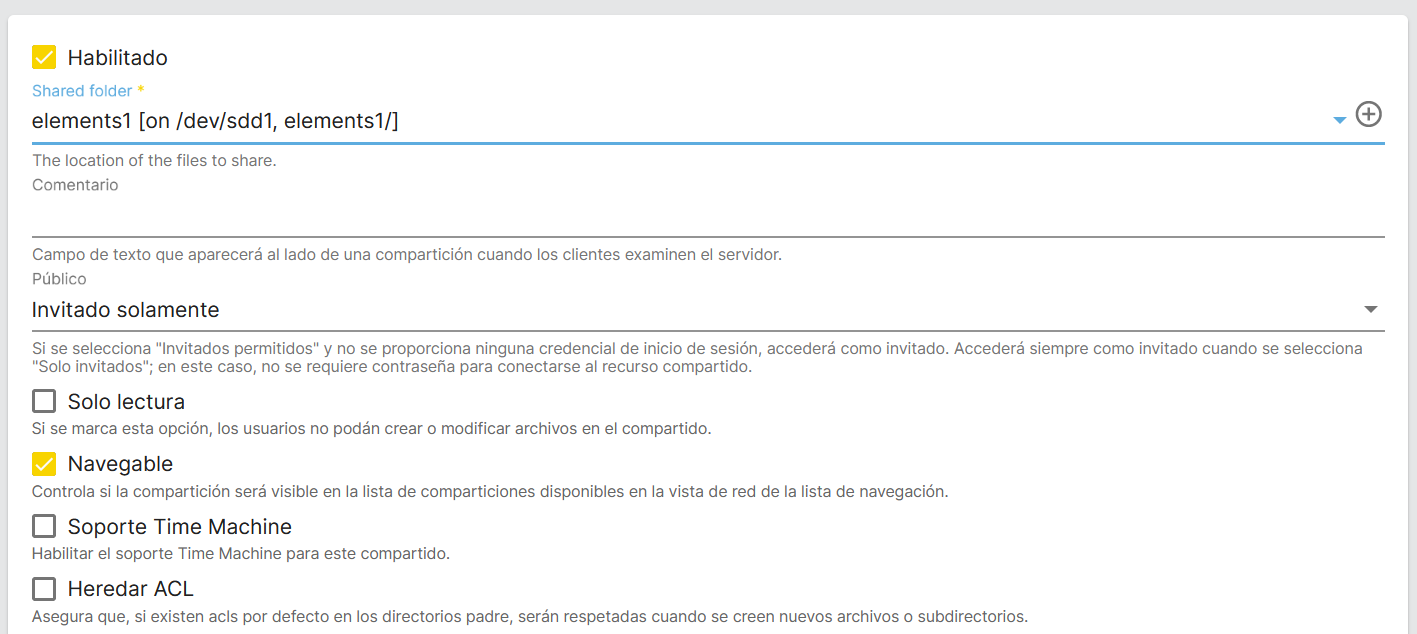 Habilitado
Shared folder *
elements1 [on /dev/sdd1, elements1/]
The location of the files to share.
Comentario
Campo de texto que aparecerá al lado de una compartición cuando los clientes examinen el servidor.
Público
Invitado solamente
Si se selecciona "Invitados permitidos" y no se proporciona ninguna credencial de inicio de sesión, accederá como invitado. Accederá siempre como invitado cuando se selecciona
"Solo invitados"; en este caso, no se requiere contraseña para conectarse al recurso compartido.
Solo lectura
Si se marca esta opción, los usuarios no podán crear o modificar archivos en el compartido.
Navegable
Controla si la compartición será visible en la lista de comparticiones disponibles en la vista de red de la lista de navegación.
Soporte Time Machine
Habilitar el soporte Time Machine para este compartido.
Heredar ACL
Asegura que, si existen acls por defecto en los directorios padre, serán respetadas cuando se creen nuevos archivos o subdirectorios.